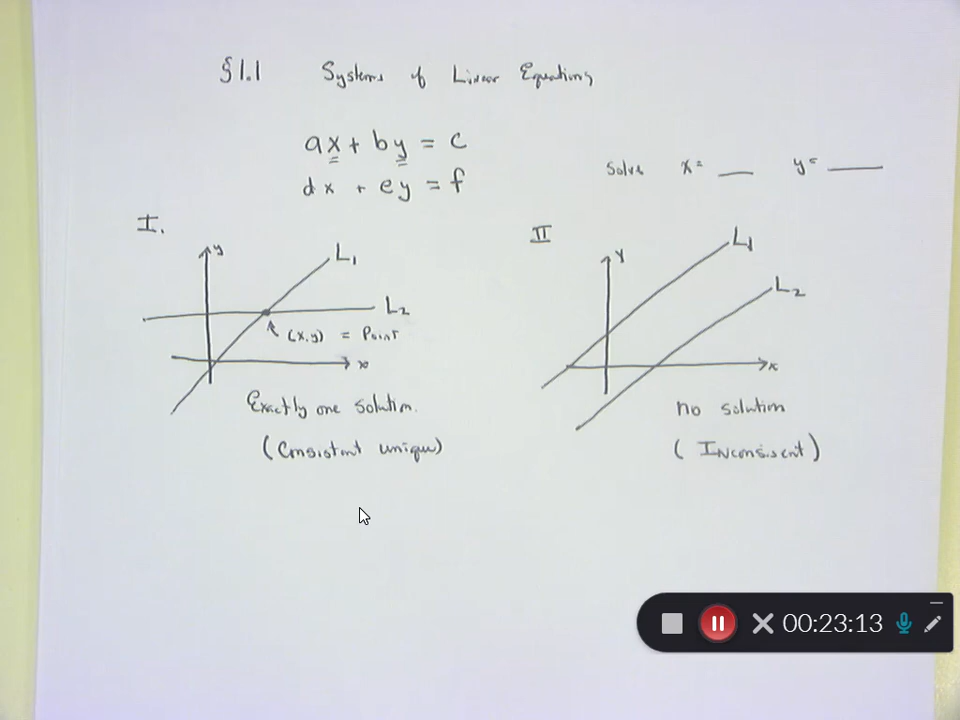 §1.1 Systems of Linear Equations
ax + by = c
dx + ey = f
Solve x = ___ y = ___
I.
y
L₁
L₂
(x,y) = Point
x
Exactly one solution.
(Consistent unique)
II
y
L₁
L₂
x
no solution
(Inconsisent)
00:23:13